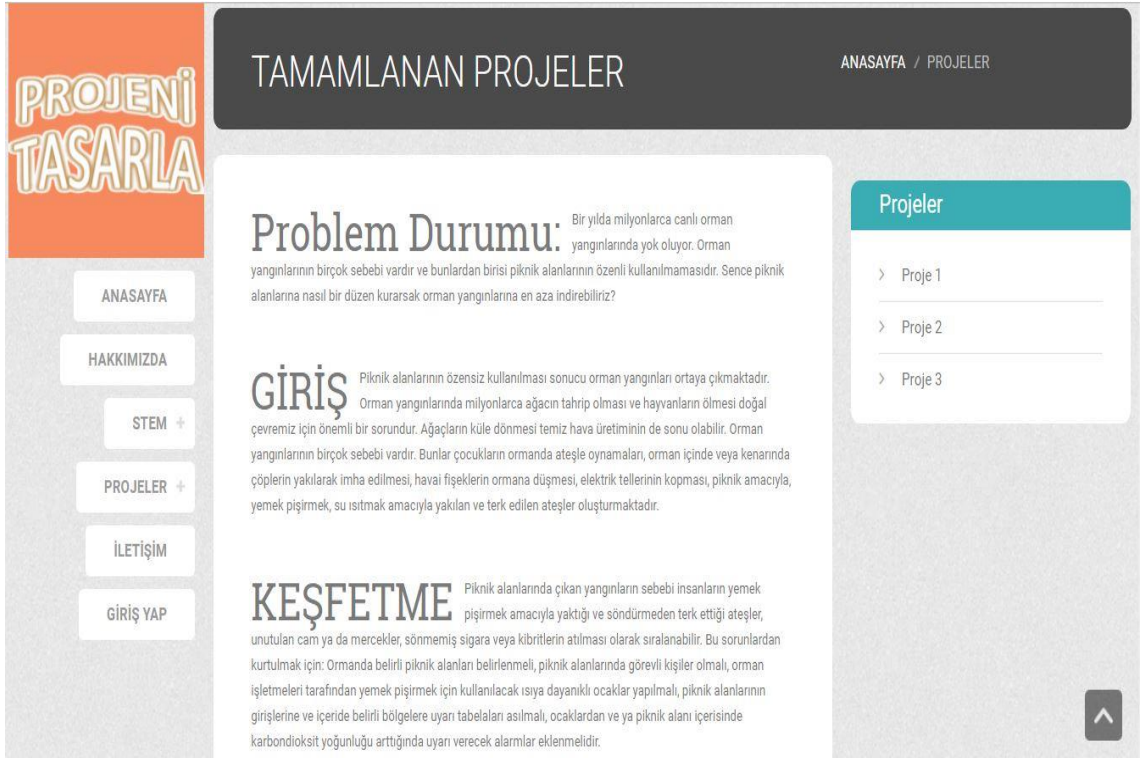 PROJENİ
TASARLA
ANASAYFA
HAKKIMIZDA
STEM +
PROJELER +
İLETİŞİM
GİRİŞ YAP
TAMAMLANAN PROJELER
ANASAYFA / PROJELER
Problem Durumu: Bir yılda milyonlarca canlı orman
yangınlarında yok oluyor. Orman
yangınlarının birçok sebebi vardır ve bunlardan birisi piknik alanlarının özenli kullanılmamasıdır. Sence piknik
alanlarına nasıl bir düzen kurarsak orman yangınlarına en aza indirebiliriz?
GİRİŞ Piknik alanlarının özensiz kullanılması sonucu orman yangınları ortaya çıkmaktadır.
Orman yangınlarında milyonlarca ağacın tahrip olması ve hayvanların ölmesi doğal
çevremiz için önemli bir sorundur. Ağaçların küle dönmesi temiz hava üretiminin de sonu olabilir. Orman
yangınlarının birçok sebebi vardır. Bunlar çocukların ormanda ateşle oynamaları, orman içinde veya kenarında
çöplerin yakılarak imha edilmesi, havai fişeklerin ormana düşmesi, elektrik tellerinin kopması, piknik amacıyla,
yemek pişirmek, su ısıtmak amacıyla yakılan ve terk edilen ateşler oluşturmaktadır.
KEŞFETME Piknik alanlarında çıkan yangınların sebebi insanların yemek
pişirmek amacıyla yaktığı ve söndürmeden terk ettiği ateşler,
unutulan cam ya da mercekler, sönmemiş sigara veya kibritlerin atılması olarak sıralanabilir. Bu sorunlardan
kurtulmak için: Ormanda belirli piknik alanları belirlenmeli, piknik alanlarında görevli kişiler olmalı, orman
işletmeleri tarafından yemek pişirmek için kullanılacak ısıya dayanıklı ocaklar yapılmalı, piknik alanlarının
girişlerine ve içeride belirli bölgelere uyarı tabelaları asılmalı, ocaklardan ve ya piknik alanı içerisinde
karbondioksit yoğunluğu arttığında uyarı verecek alarmlar eklenmelidir.
Projeler
Proje 1
Proje 2
Proje 3